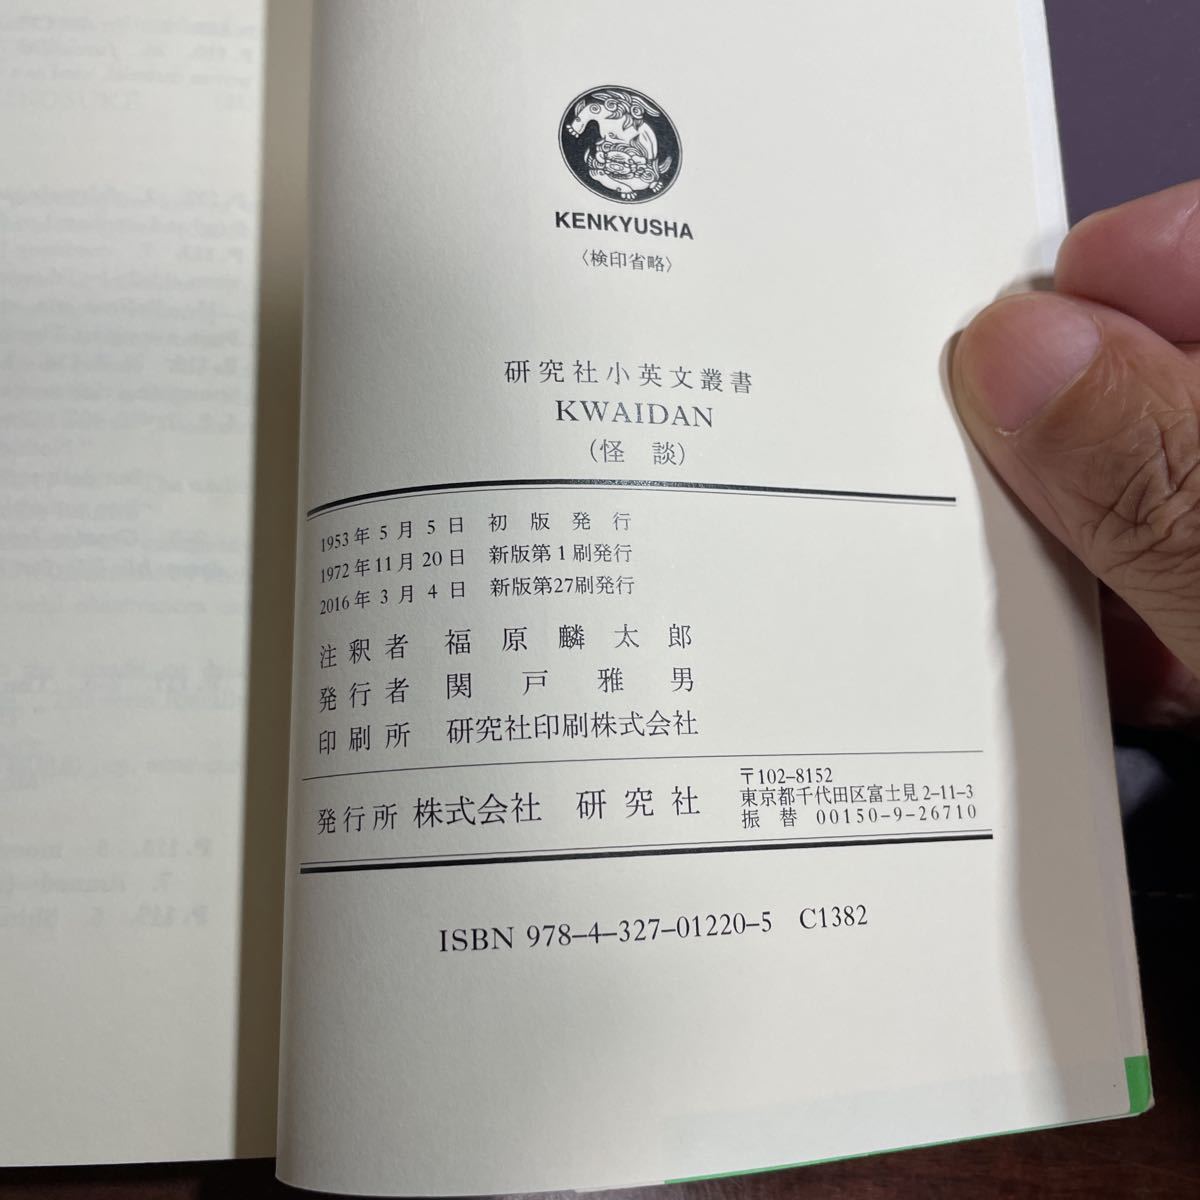 KENKYUSHA
〈検印省略〉
研究社小英文叢書
KWAIDAN
（怪 談）
1953年 5月 5日 初 版 発 行
1972年11月20日 新版第1刷発行
2016年 3月 4日 新版第27刷発行
注釈者 福原麟太郎
発行者 関戸雅男
印刷所 研究社印刷株式会社
発行所 株式会社 研究社
〒102–8152
東京都千代田区富士見2–11–3
振 替 00150–9–26710
ISBN 978–4–327–01220–5 C1382